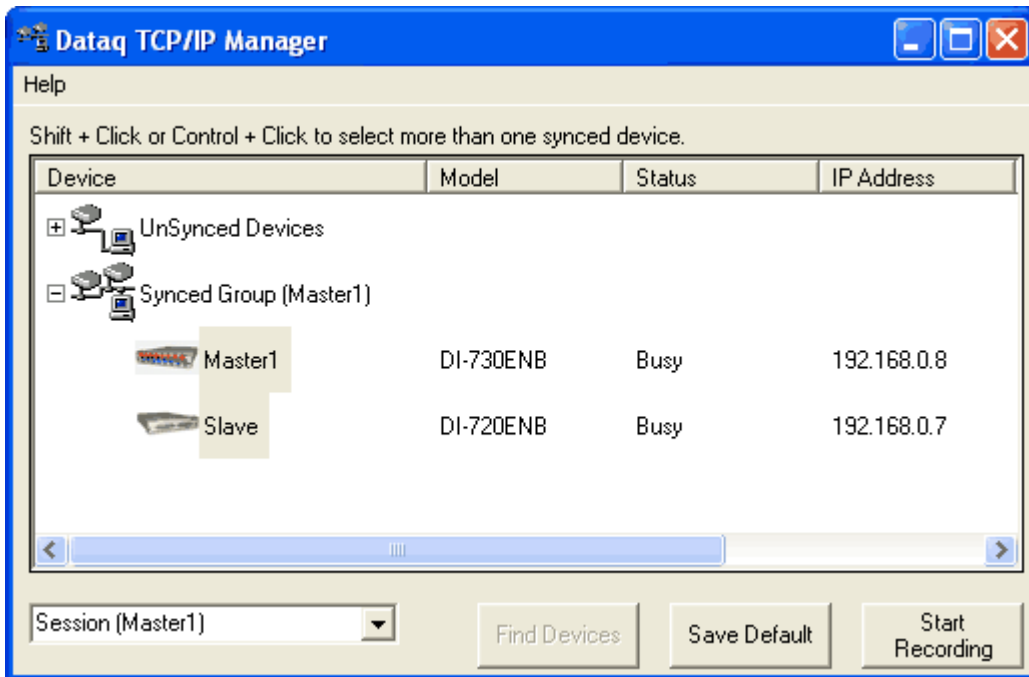 Dataq TCP/IP Manager
Help
Shift + Click or Control + Click to select more than one synced device.
Device Model Status IP Address
UnSynced Devices
Synced Group (Master1)
Master1 DI-730ENB Busy 192.168.0.8
Slave DI-720ENB Busy 192.168.0.7
Session (Master1) Find Devices Save Default Start Recording